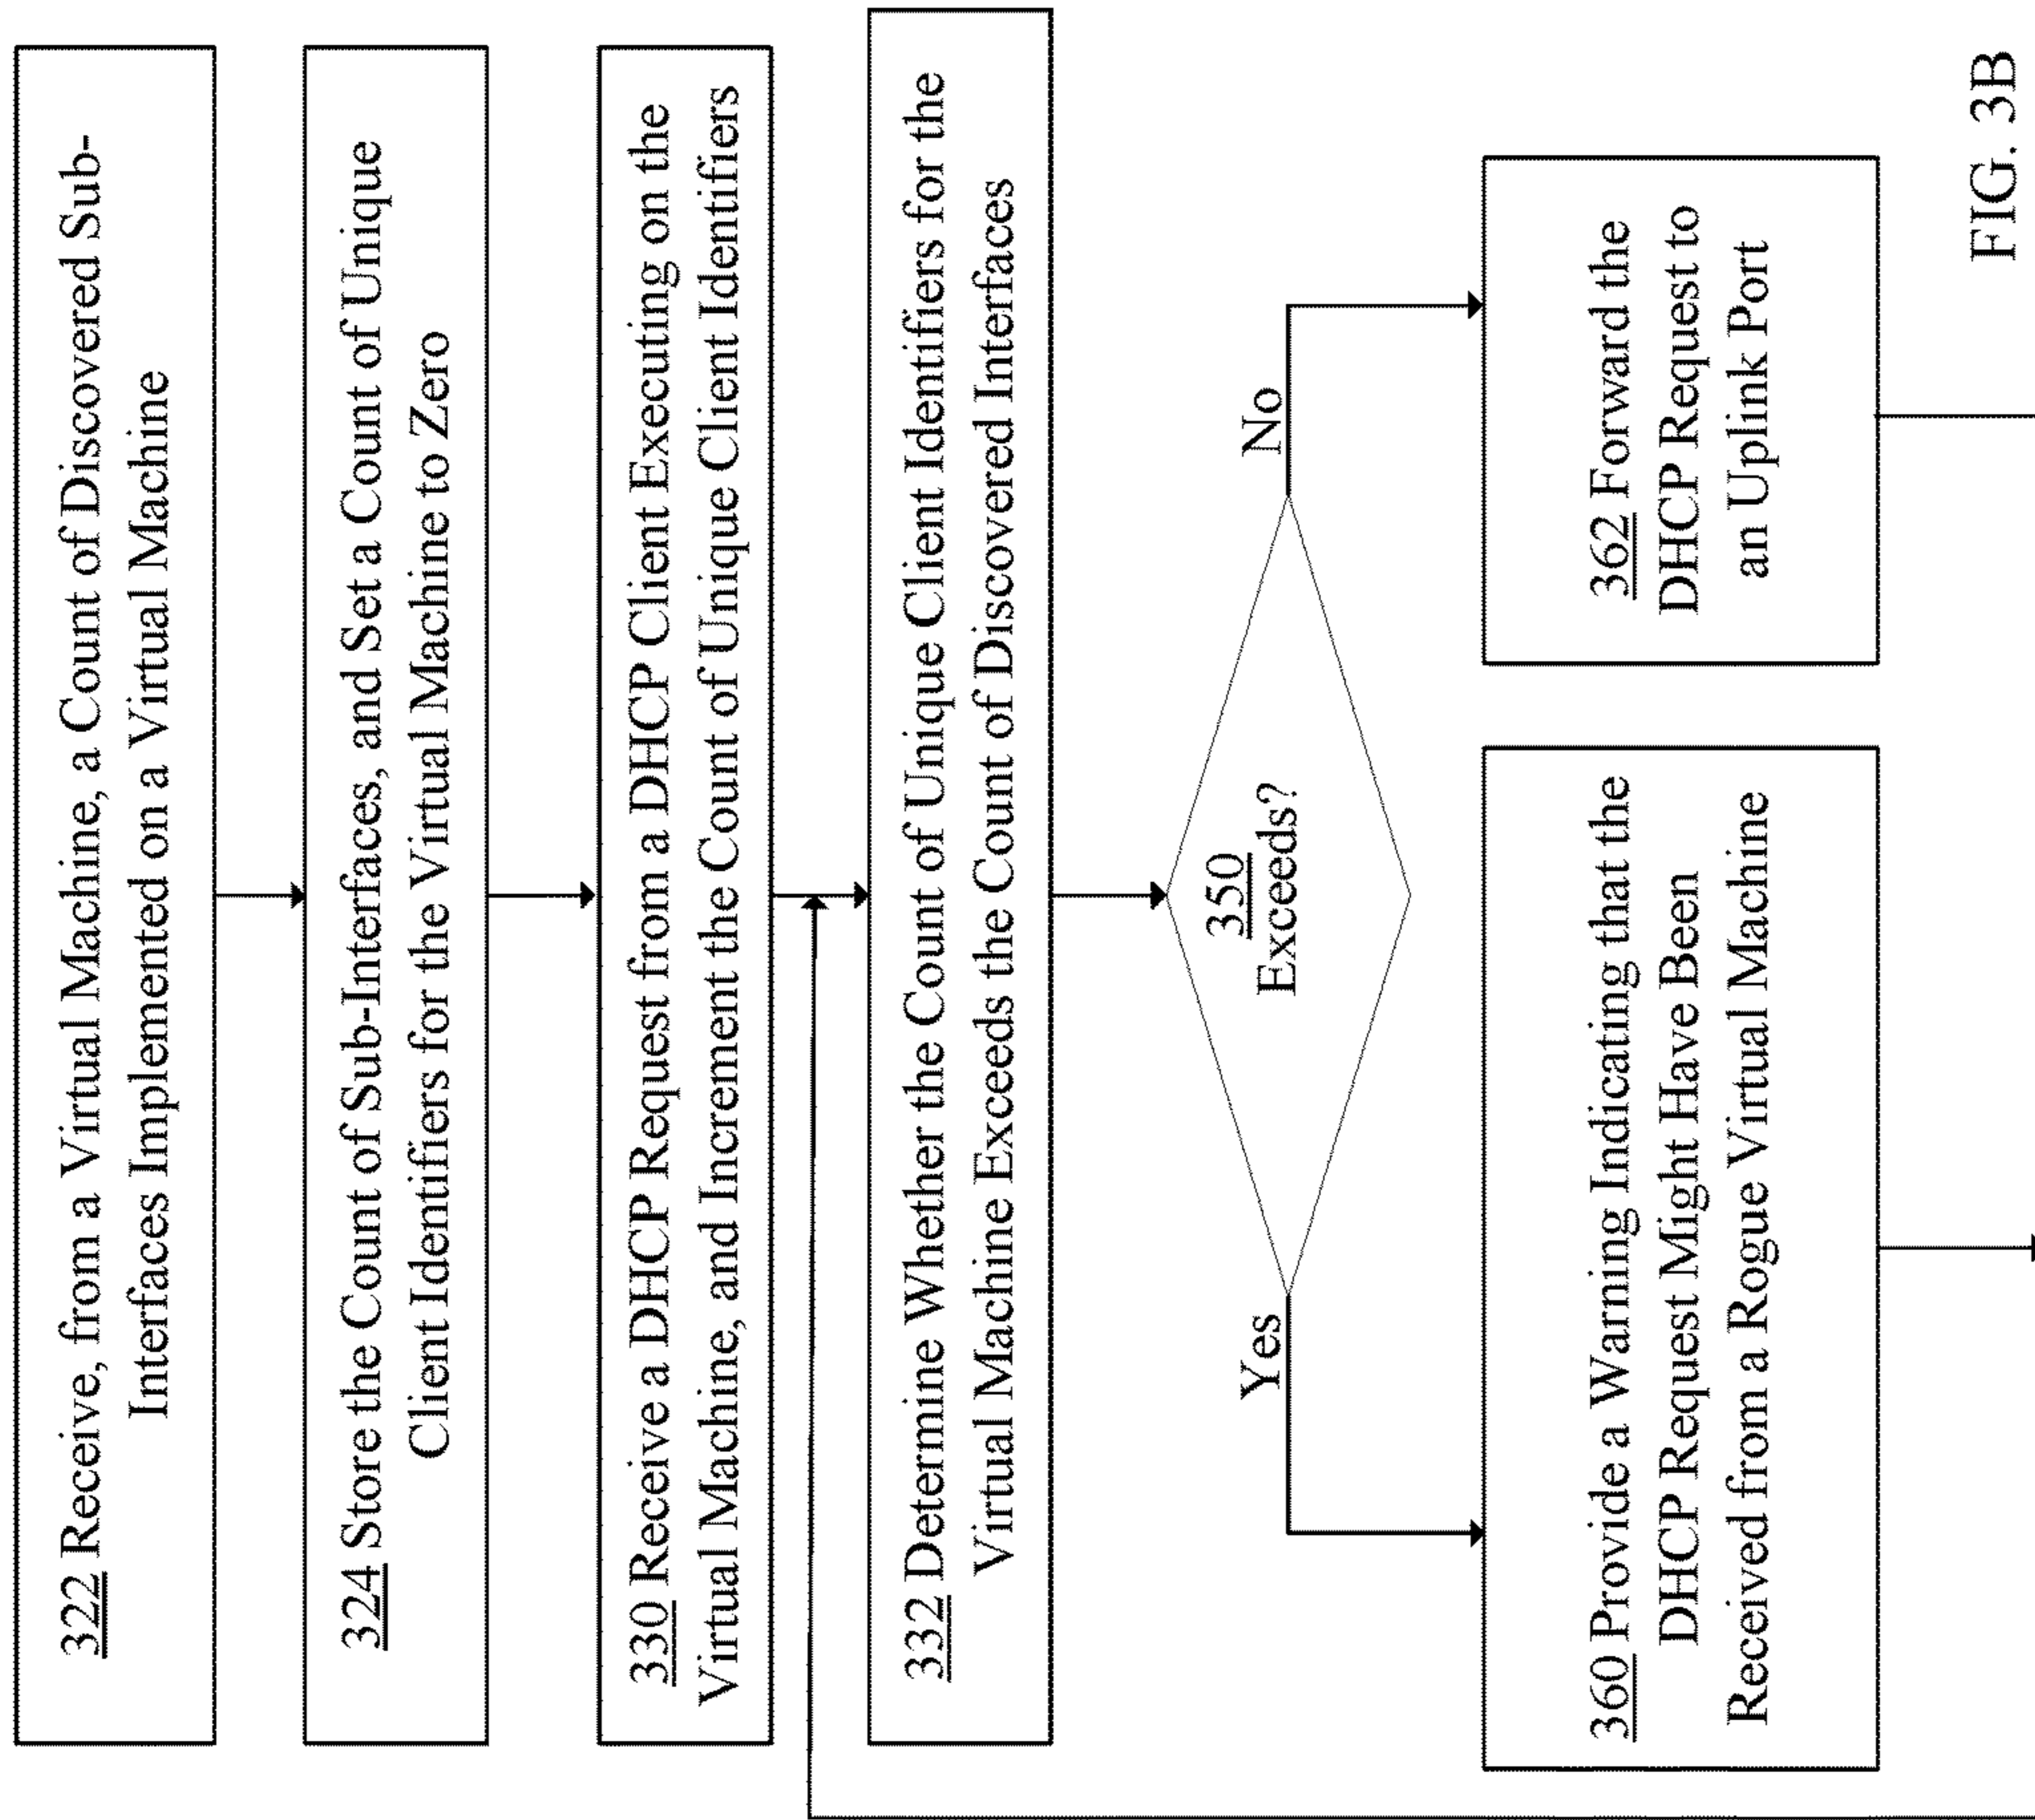 322 Receive, from a Virtual Machine, a Count of Discovered Sub-
Interfaces Implemented on a Virtual Machine
324 Store the Count of Sub-Interfaces, and Set a Count of Unique
Client Identifiers for the Virtual Machine to Zero
330 Receive a DHCP Request from a DHCP Client Executing on the
Virtual Machine, and Increment the Count of Unique Client Identifiers
332 Determine Whether the Count of Unique Client Identifiers for the
Virtual Machine Exceeds the Count of Discovered Interfaces
350
Exceeds?
Yes
No
360 Provide a Warning Indicating that the
DHCP Request Might Have Been
Received from a Rogue Virtual Machine
362 Forward the
DHCP Request to
an Uplink Port
FIG. 3B